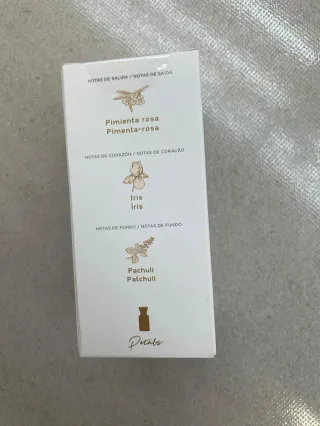 NOTAS DE SALIDA / NOTAS DE SAÍDA
Pimienta rosa
Pimenta-rosa
NOTAS DE CORAZÓN / NOTAS DE CORAÇÃO
Iris
Íris
NOTAS DE FONDO / NOTAS DE FUNDO
Pachuli
Patchuli
Petals